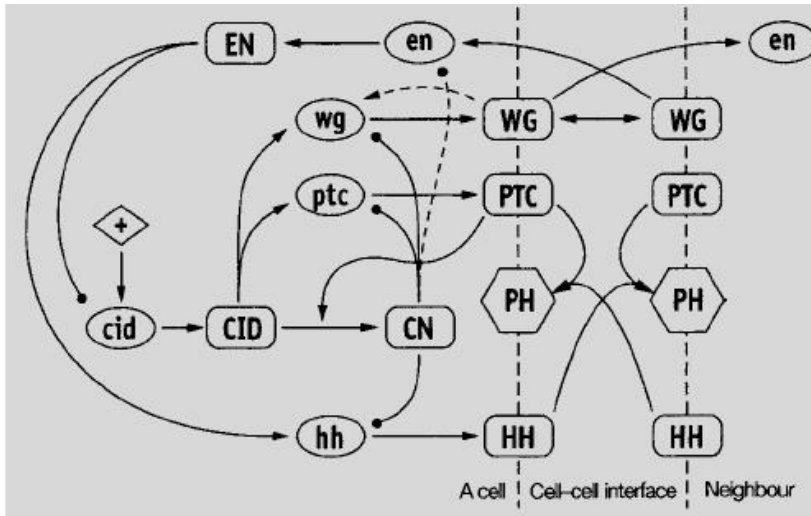 EN en en
wg WG WG
ptc PTC PTC
+
PH PH
cid CID CN
hh HH HH
A cell Cell–cell interface Neighbour